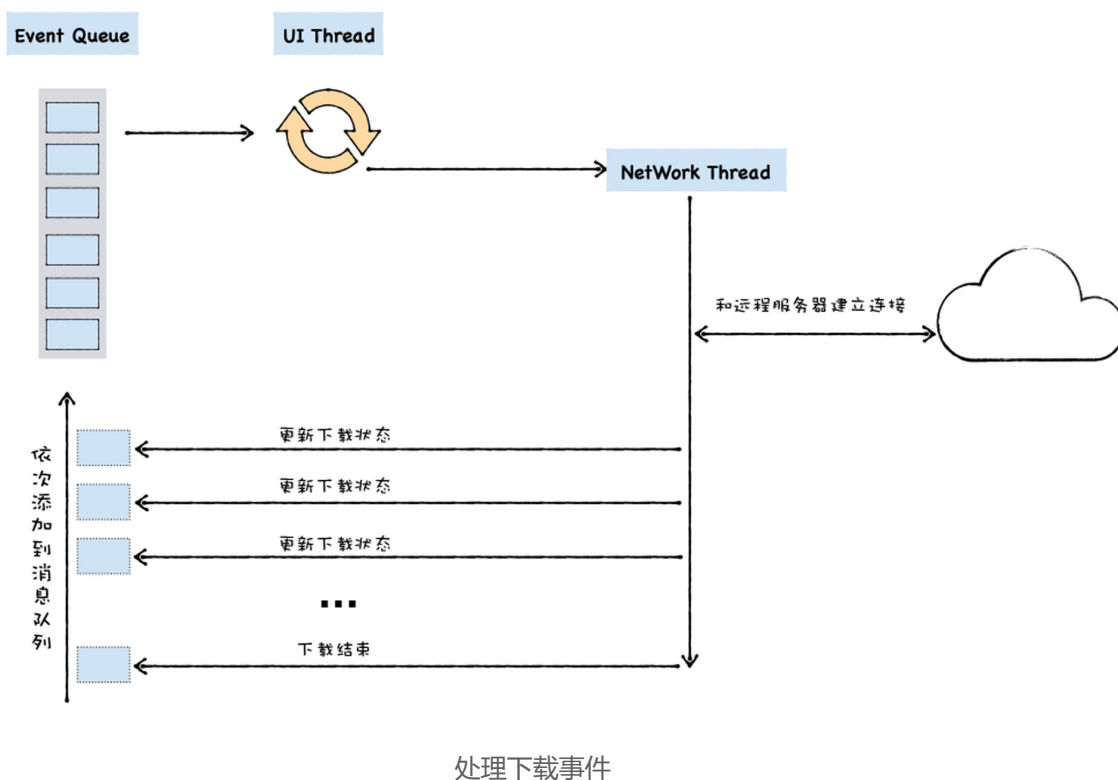 Event Queue
UI Thread
NetWork Thread
和远程服务器建立连接
更新下载状态
更新下载状态
更新下载状态
...
下载结束
依次添加到消息队列
处理下载事件